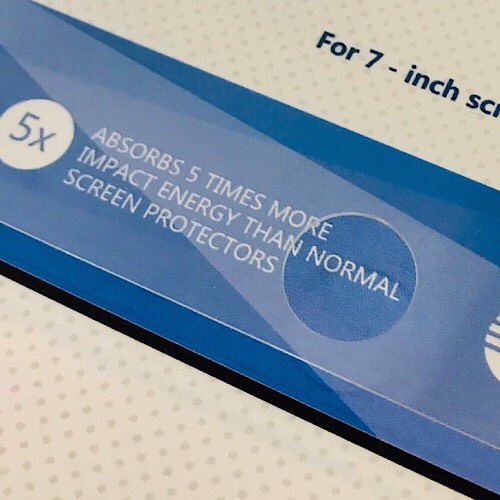 For 7 - inch
5x
ABSORBS 5 TIMES MORE
IMPACT ENERGY THAN NORMAL
SCREEN PROTECTORS